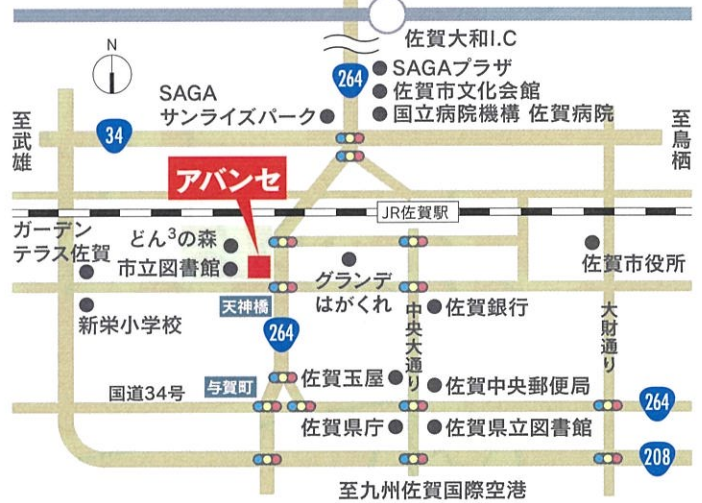 佐賀大和I.C
N
264
SAGAプラザ
佐賀市文化会館
国立病院機構 佐賀病院
SAGA
サンライズパーク
至武雄
34
至鳥栖
アバンセ
JR佐賀駅
ガーデン
テラス佐賀
どん³の森
市立図書館
グランデ
はがくれ
佐賀市役所
天神橋
新栄小学校
264
中央大通り
佐賀銀行
大財通り
国道34号
与賀町
佐賀玉屋
佐賀中央郵便局
264
佐賀県庁
佐賀県立図書館
208
至九州佐賀国際空港